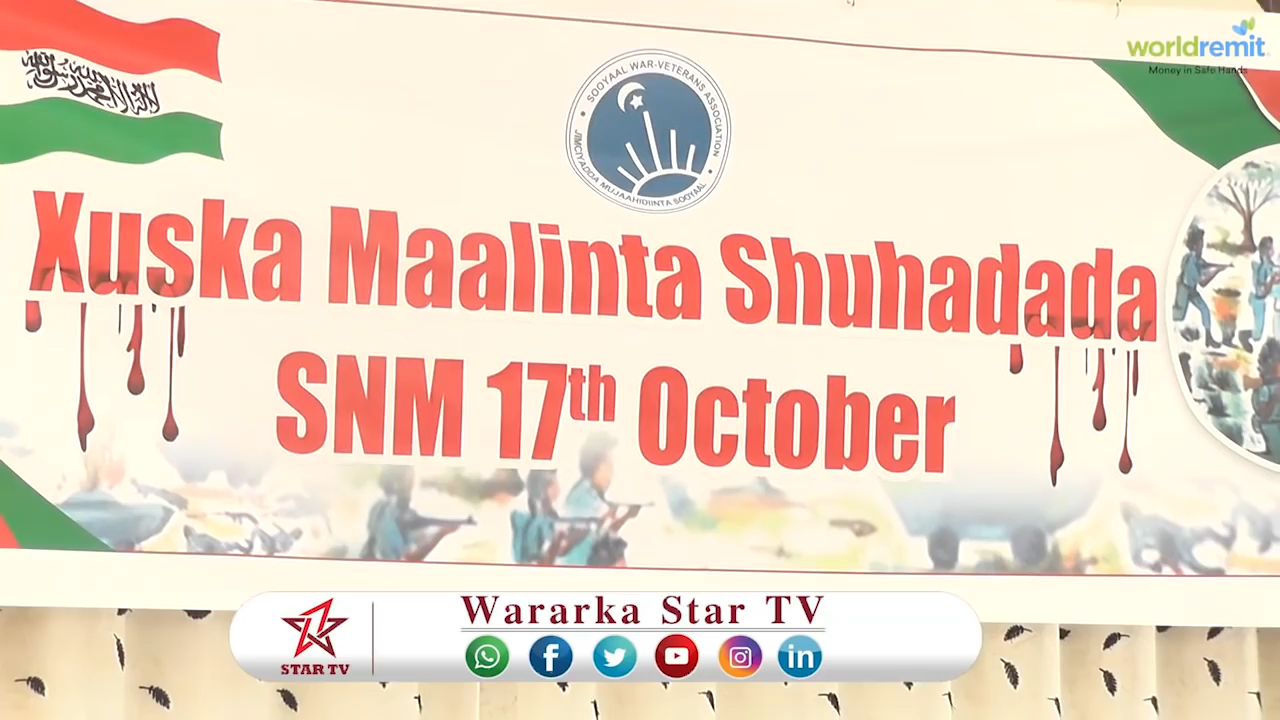 worldremit
Money in Safe Hands
لا إله إلا الله محمد رسول الله
SOOYAAL WAR-VETERANS ASSOCIATION
JIMCIYADDA MUJAAHIDIINTA SOOYAAL
Xuska Maalinta Shuhadada
SNM 17th October
Wararka Star TV
STAR TV